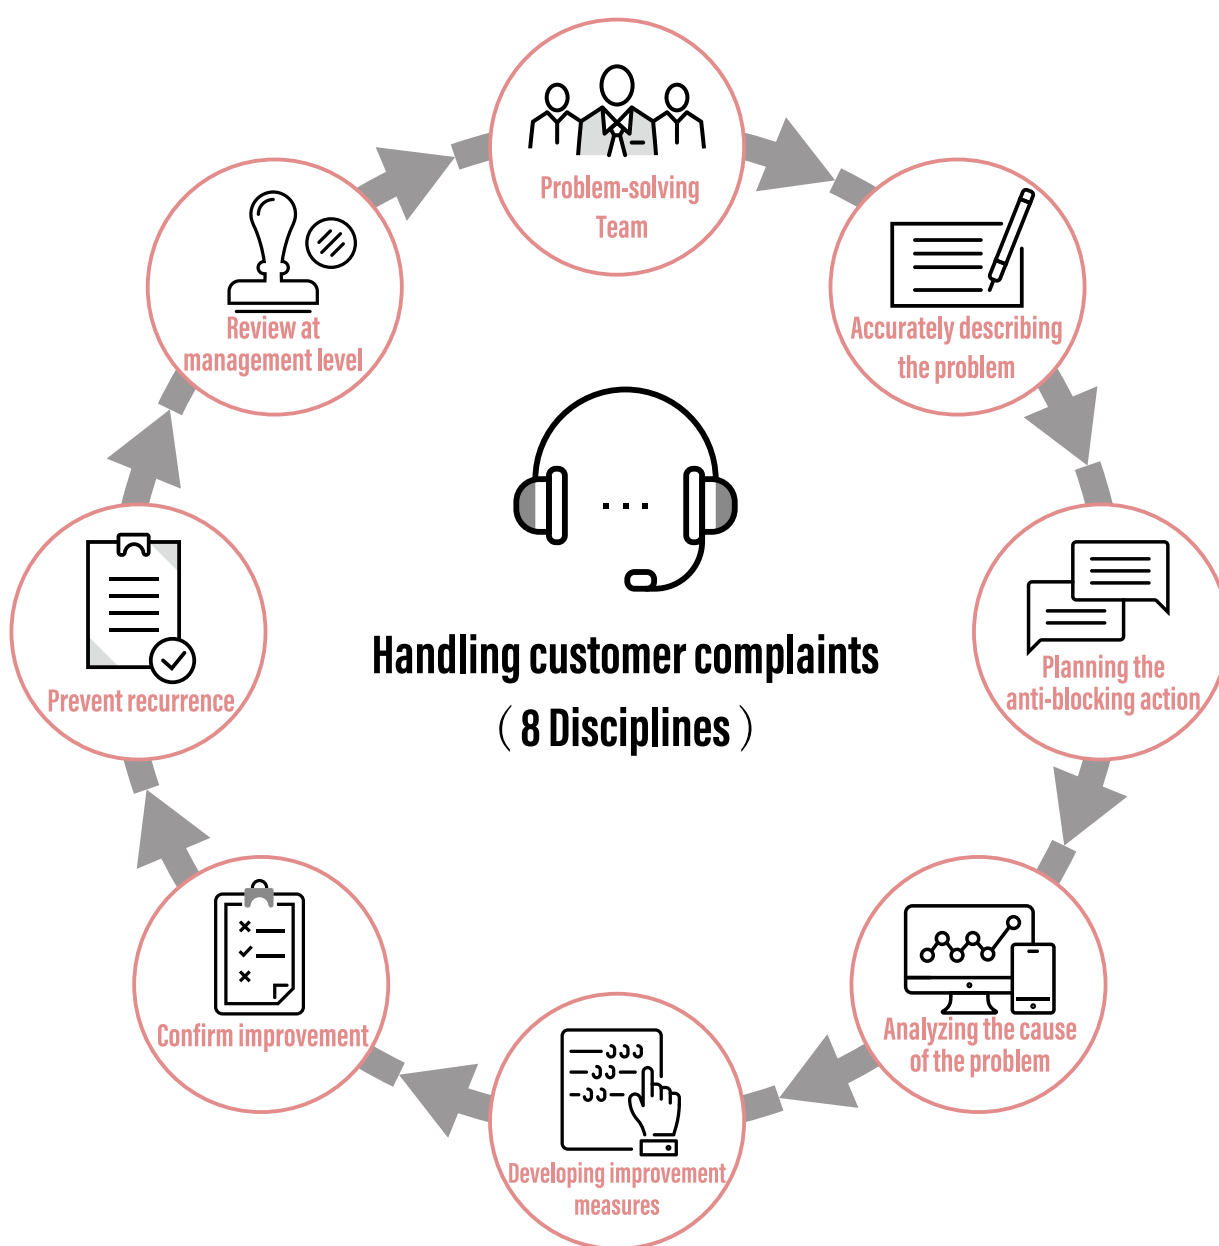 Problem-solving
Team
Accurately describing
the problem
Planning the
anti-blocking action
Analyzing the cause
of the problem
Developing improvement
measures
Confirm improvement
Prevent recurrence
Review at
management level
Handling customer complaints
（8 Disciplines）